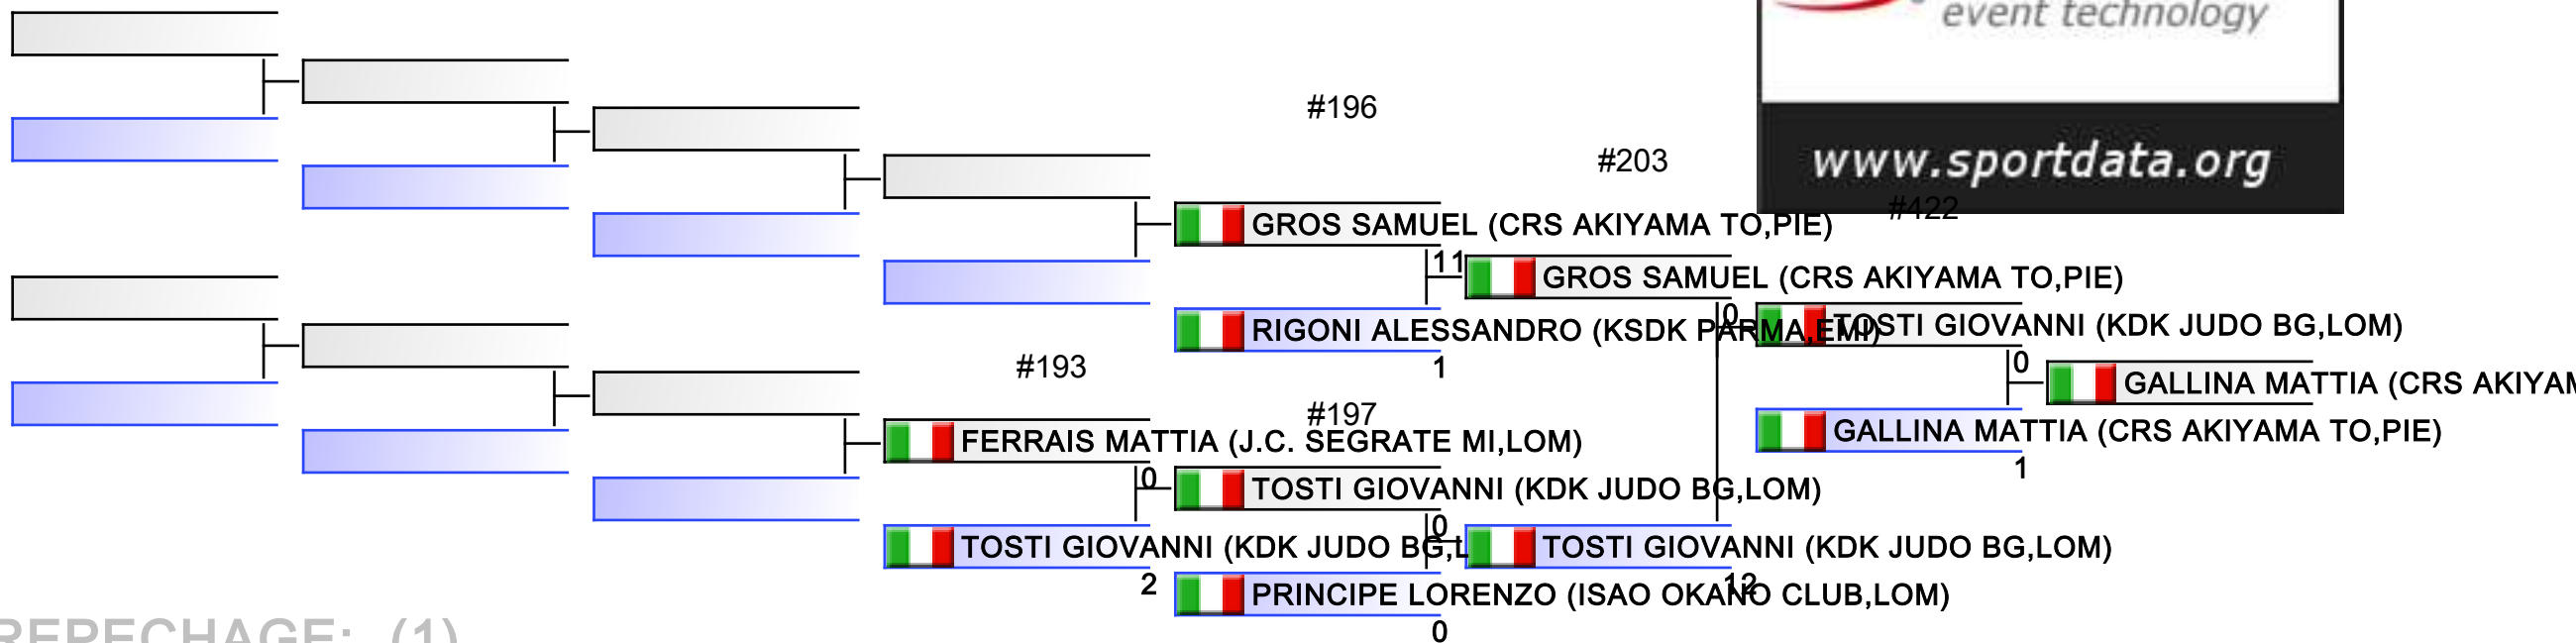 event technology
www.sportdata.org
#196
#203
#422
GROS SAMUEL (CRS AKIYAMA TO,PIE)
11
GROS SAMUEL (CRS AKIYAMA TO,PIE)
RIGONI ALESSANDRO (KSDK PARMA,EMI)
1
0
TOSTI GIOVANNI (KDK JUDO BG,LOM)
0
GALLINA MATTIA (CRS AKIYAM
GALLINA MATTIA (CRS AKIYAMA TO,PIE)
1
#193
#197
FERRAIS MATTIA (J.C. SEGRATE MI,LOM)
0
TOSTI GIOVANNI (KDK JUDO BG,LOM)
0
TOSTI GIOVANNI (KDK JUDO BG,L
2
TOSTI GIOVANNI (KDK JUDO BG,LOM)
12
PRINCIPE LORENZO (ISAO OKANO CLUB,LOM)
0
REPECHAGE: (1)